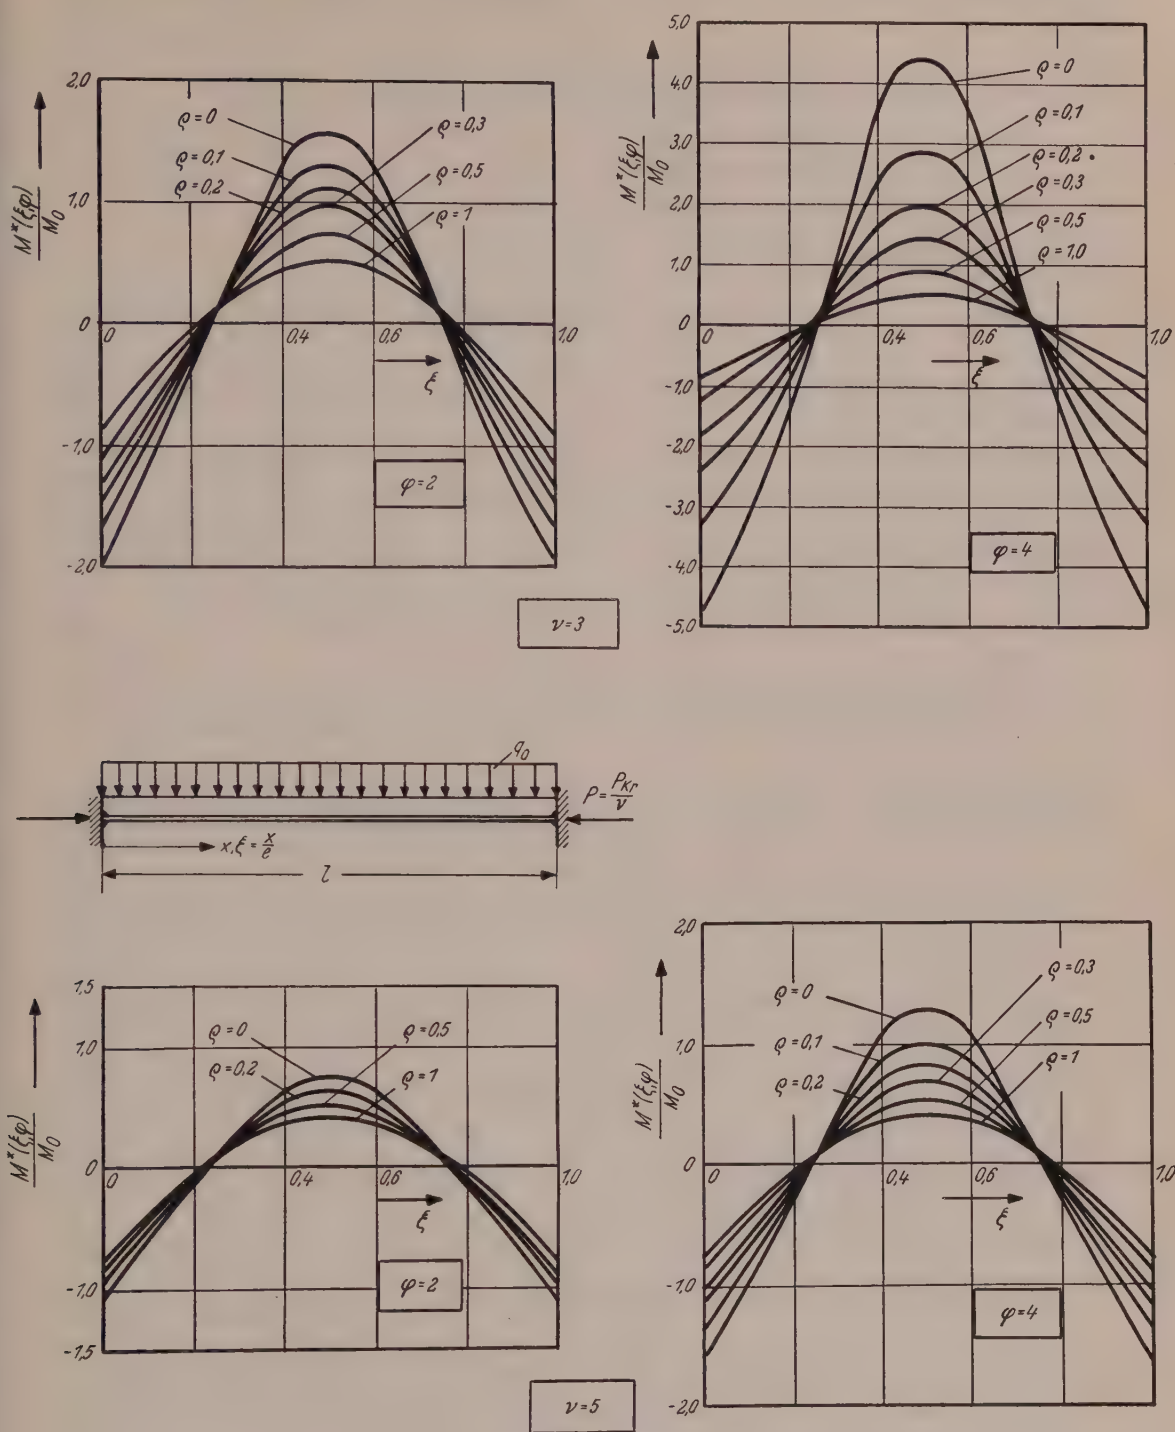 2,0
1,0
0
-1,0
-2,0
M*(ξ,φ)
M0
ϱ=0
ϱ=0,1
ϱ=0,2
ϱ=0,3
ϱ=0,5
ϱ=1
0
0,4
0,6
1,0
ξ
φ=2
5,0
4,0
3,0
2,0
1,0
0
-1,0
-2,0
-3,0
-4,0
-5,0
M*(ξ,φ)
M0
ϱ=0
ϱ=0,1
ϱ=0,2
ϱ=0,3
ϱ=0,5
ϱ=1,0
0
0,4
0,6
1,0
ξ
φ=4
ν=3
q0
P=PKr/ν
x,ξ=x/e
l
1,5
1,0
0
-1,0
-1,5
M*(ξ,φ)
M0
ϱ=0
ϱ=0,2
ϱ=0,5
ϱ=1
0
0,4
0,6
1,0
ξ
φ=2
2,0
1,0
0
-1,0
-2,0
M*(ξ,φ)
M0
ϱ=0
ϱ=0,1
ϱ=0,2
ϱ=0,3
ϱ=0,5
ϱ=1
0
0,4
0,6
1,0
ξ
φ=4
ν=5